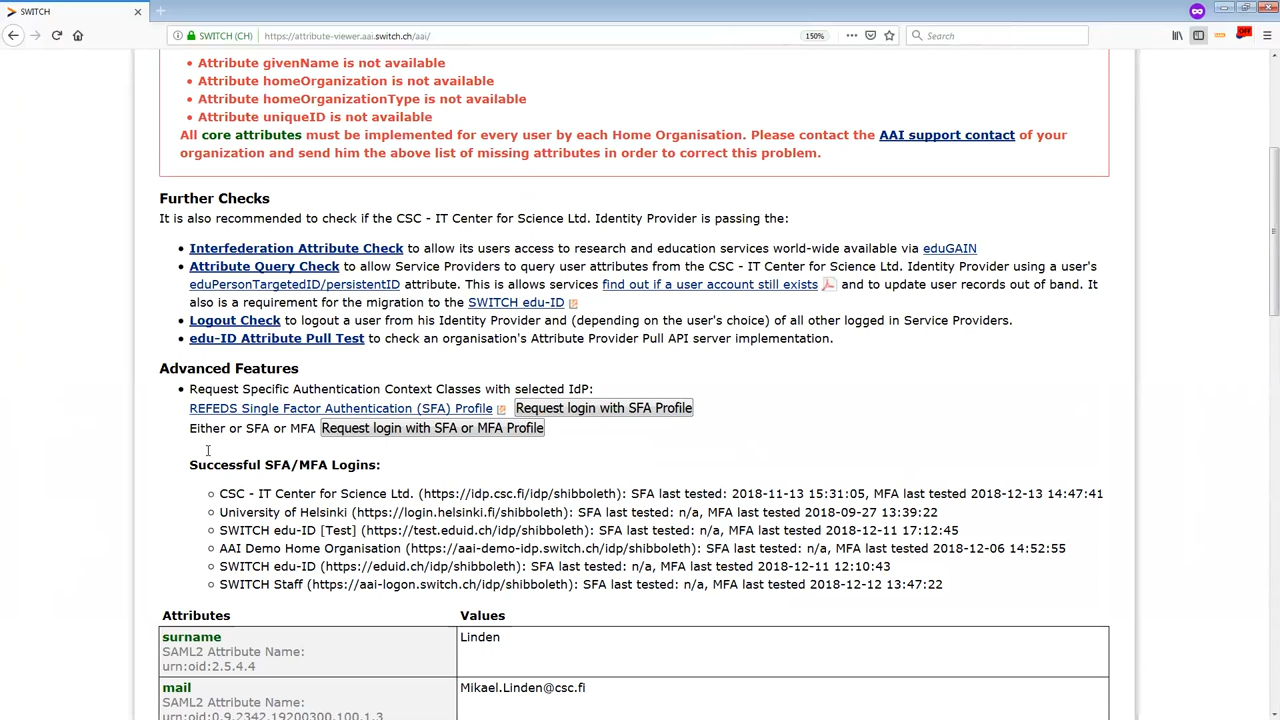 SWITCH
SWITCH (CH)
https://attribute-viewer.aai.switch.ch/aai/
150%
Search
OFF
Attribute givenName is not available
Attribute homeOrganization is not available
Attribute homeOrganizationType is not available
Attribute uniqueID is not available
All core attributes must be implemented for every user by each Home Organisation. Please contact the AAI support contact of your
organization and send him the above list of missing attributes in order to correct this problem.
Further Checks
It is also recommended to check if the CSC - IT Center for Science Ltd. Identity Provider is passing the:
Interfederation Attribute Check to allow its users access to research and education services world-wide available via eduGAIN
Attribute Query Check to allow Service Providers to query user attributes from the CSC - IT Center for Science Ltd. Identity Provider using a user's
eduPersonTargetedID/persistentID attribute. This is allows services find out if a user account still exists and to update user records out of band. It
also is a requirement for the migration to the SWITCH edu-ID
Logout Check to logout a user from his Identity Provider and (depending on the user's choice) of all other logged in Service Providers.
edu-ID Attribute Pull Test to check an organisation's Attribute Provider Pull API server implementation.
Advanced Features
Request Specific Authentication Context Classes with selected IdP:
REFEDS Single Factor Authentication (SFA) Profile Request login with SFA Profile
Either or SFA or MFA Request login with SFA or MFA Profile
Successful SFA/MFA Logins:
CSC - IT Center for Science Ltd. (https://idp.csc.fi/idp/shibboleth): SFA last tested: 2018-11-13 15:31:05, MFA last tested 2018-12-13 14:47:41
University of Helsinki (https://login.helsinki.fi/shibboleth): SFA last tested: n/a, MFA last tested 2018-09-27 13:39:22
SWITCH edu-ID [Test] (https://test.eduid.ch/idp/shibboleth): SFA last tested: n/a, MFA last tested 2018-12-11 17:12:45
AAI Demo Home Organisation (https://aai-demo-idp.switch.ch/idp/shibboleth): SFA last tested: n/a, MFA last tested 2018-12-06 14:52:55
SWITCH edu-ID (https://eduid.ch/idp/shibboleth): SFA last tested: n/a, MFA last tested 2018-12-11 12:10:43
SWITCH Staff (https://aai-logon.switch.ch/idp/shibboleth): SFA last tested: n/a, MFA last tested 2018-12-12 13:47:22
Attributes Values
surname Linden
SAML2 Attribute Name:
urn:oid:2.5.4.4
mail Mikael.Linden@csc.fi
SAML2 Attribute Name:
urn:oid:0.9.2342.19200300.100.1.3